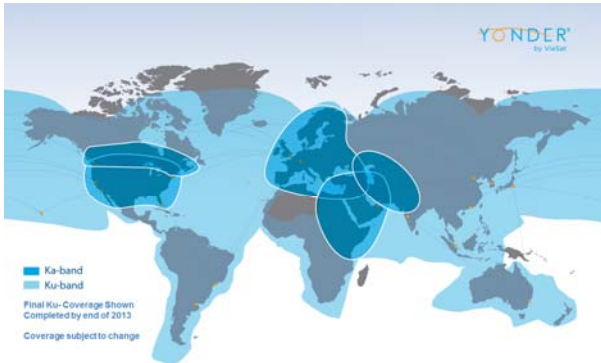 YONDER®
by ViaSat
Ka-band
Ku-band
Final Ku- Coverage Shown
Completed by end of 2013
Coverage subject to change